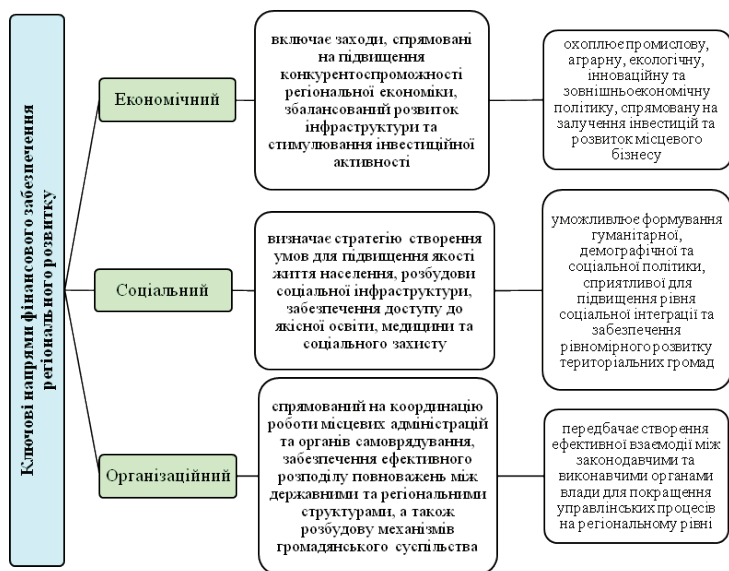 Ключові напрями фінансового забезпечення
регіонального розвитку
Економічний
включає заходи, спрямовані
на підвищення
конкурентоспроможності
регіональної економіки,
збалансований розвиток
інфраструктури та
стимулювання інвестиційної
активності
охоплює промислову,
аграрну, екологічну,
інноваційну та
зовнішньоекономічну
політику, спрямовану на
залучення інвестицій та
розвиток місцевого
бізнесу
Соціальний
визначає стратегію створення
умов для підвищення якості
життя населення, розбудови
соціальної інфраструктури,
забезпечення доступу до
якісної освіти, медицини та
соціального захисту
уможливлює формування
гуманітарної,
демографічної та
соціальної політики,
сприятливої для
підвищення рівня
соціальної інтеграції та
забезпечення
рівномірного розвитку
територіальних громад
Організаційний
спрямований на координацію
роботи місцевих адміністрацій
та органів самоврядування,
забезпечення ефективного
розподілу повноважень між
державними та регіональними
структурами, а також
розбудову механізмів
громадянського суспільства
передбачає створення
ефективної взаємодії між
законодавчими та
виконавчими органами
влади для покращення
управлінських процесів
на регіональному рівні